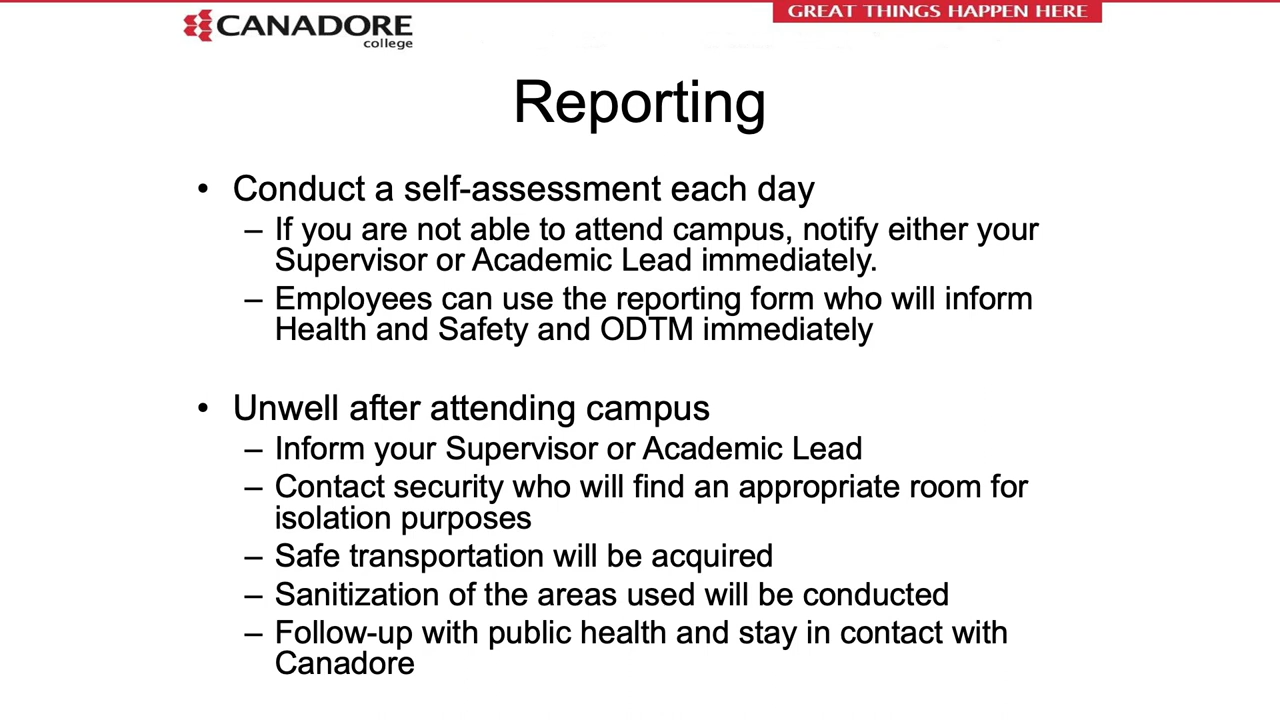 CANADORE
college
GREAT THINGS HAPPEN HERE
Reporting
• Conduct a self-assessment each day
– If you are not able to attend campus, notify either your
Supervisor or Academic Lead immediately.
– Employees can use the reporting form who will inform
Health and Safety and ODTM immediately
• Unwell after attending campus
– Inform your Supervisor or Academic Lead
– Contact security who will find an appropriate room for
isolation purposes
– Safe transportation will be acquired
– Sanitization of the areas used will be conducted
– Follow-up with public health and stay in contact with
Canadore